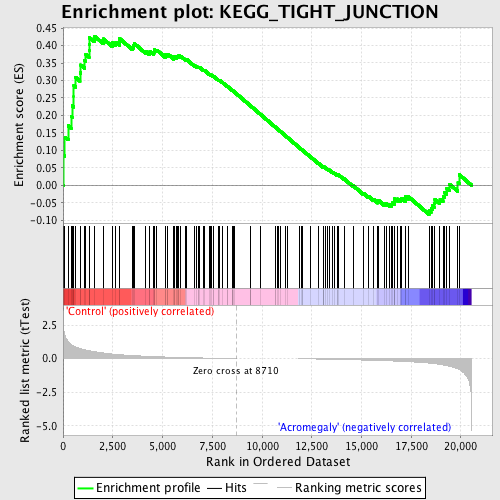 Enrichment plot: KEGG_TIGHT_JUNCTION
Enrichment score (ES)
0.45
0.40
0.35
0.30
0.25
0.20
0.15
0.10
0.05
0.00
-0.05
-0.10
'Control' (positively correlated)
Ranked list metric (tTest)
2.5
0.0
-2.5
-5.0
Zero cross at 8710
'Acromegaly' (negatively correlated)
0
2,500
5,000
7,500
10,000
12,500
15,000
17,500
20,000
Rank in Ordered Dataset
Enrichment profile
Hits
Ranking metric scores